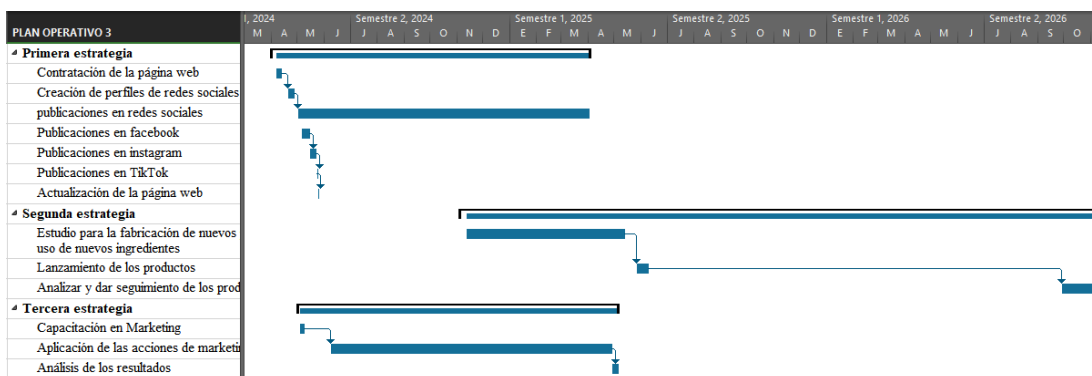 l, 2024 Semestre 2, 2024 Semestre 1, 2025 Semestre 2, 2025 Semestre 1, 2026 Semestre 2, 2026
PLAN OPERATIVO 3 M A M J J A S O N D E F M A M J J A S O N D E F M A M J J A S O
Primera estrategia
Contratación de la página web
Creación de perfiles de redes sociales
publicaciones en redes sociales
Publicaciones en facebook
Publicaciones en instagram
Publicaciones en TikTok
Actualización de la página web
Segunda estrategia
Estudio para la fabricación de nuevos
uso de nuevos ingredientes
Lanzamiento de los productos
Analizar y dar seguimiento de los prod
Tercera estrategia
Capacitación en Marketing
Aplicación de las acciones de marketi
Análisis de los resultados